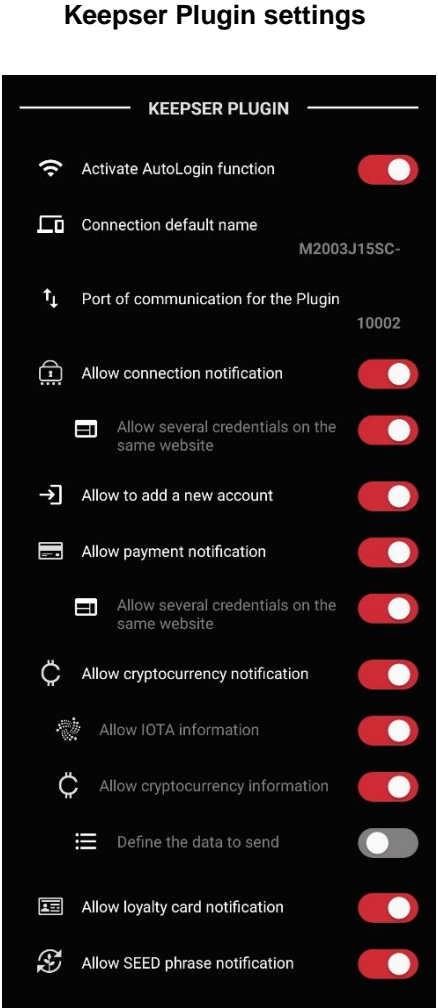 Keepser Plugin settings
KEEPSER PLUGIN
Activate AutoLogin function
Connection default name
M2003J15SC-
Port of communication for the Plugin
10002
Allow connection notification
Allow several credentials on the
same website
Allow to add a new account
Allow payment notification
Allow several credentials on the
same website
Allow cryptocurrency notification
Allow IOTA information
Allow cryptocurrency information
Define the data to send
Allow loyalty card notification
Allow SEED phrase notification